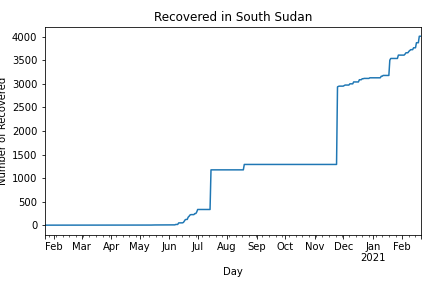 Recovered in South Sudan
Number of Recovered
4000
3500
3000
2500
2000
1500
1000
500
0
Feb Mar Apr May Jun Jul Aug Sep Oct Nov Dec Jan Feb
2021
Day